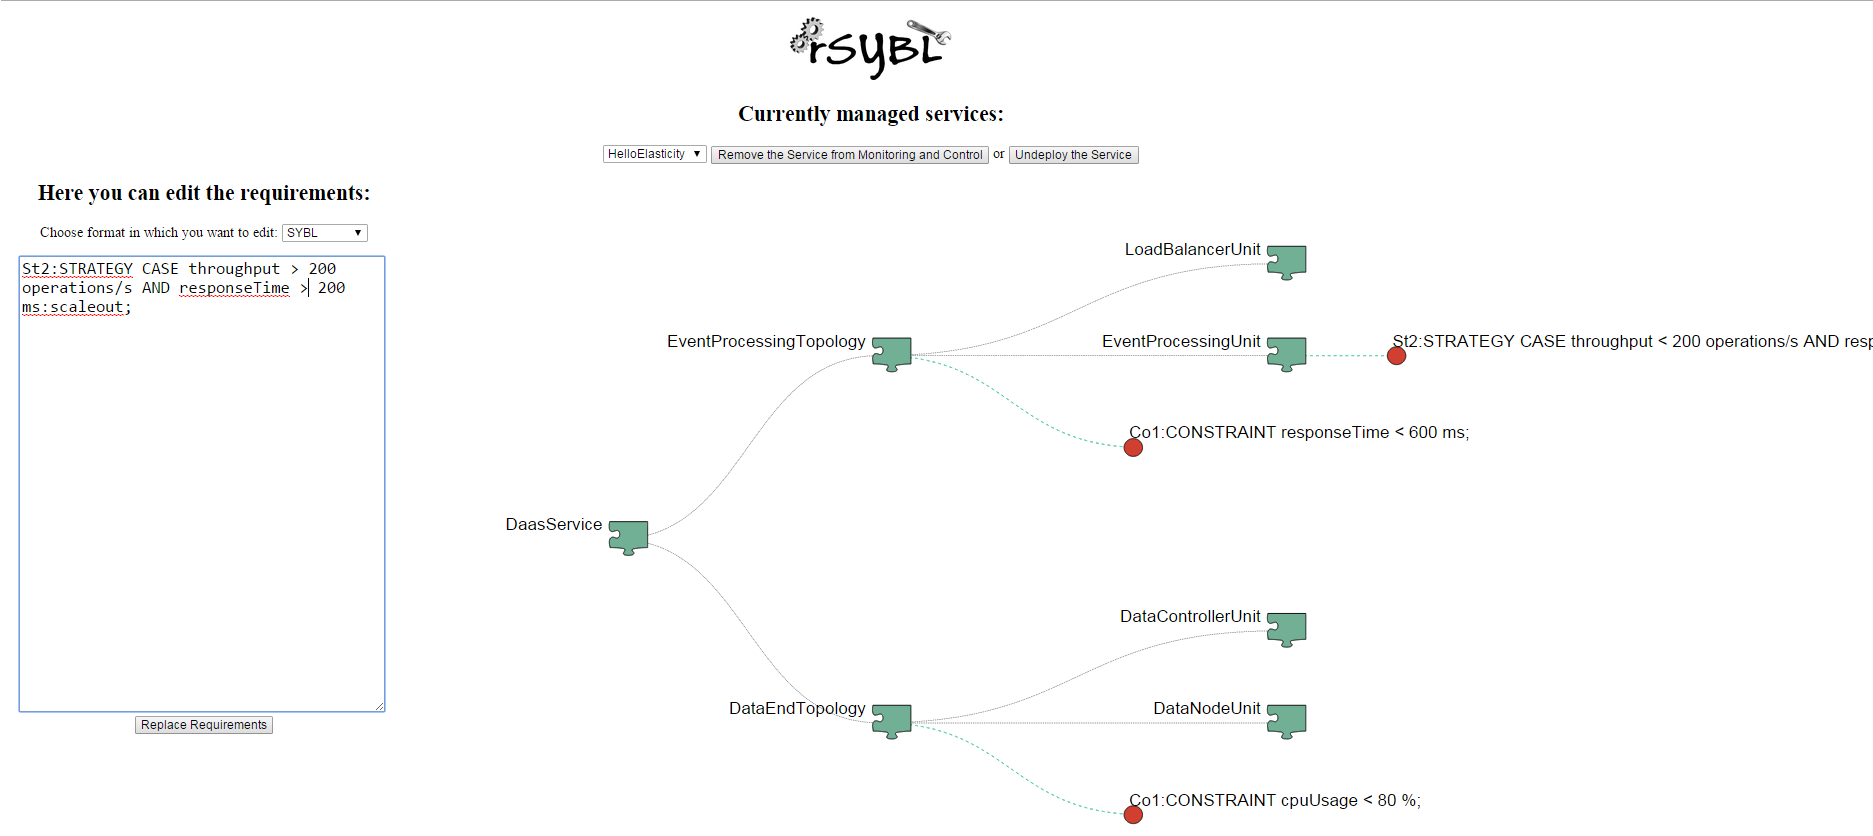 rSYBL
Currently managed services:
HelloElasticity Remove the Service from Monitoring and Control or Undeploy the Service
Here you can edit the requirements:
Choose format in which you want to edit: SYBL
St2:STRATEGY CASE throughput > 200
operations/s AND responseTime > 200
ms:scaleout;
Replace Requirements
LoadBalancerUnit
EventProcessingTopology
EventProcessingUnit
St2:STRATEGY CASE throughput < 200 operations/s AND resp
Co1:CONSTRAINT responseTime < 600 ms;
DaasService
DataControllerUnit
DataEndTopology
DataNodeUnit
Co1:CONSTRAINT cpuUsage < 80 %;